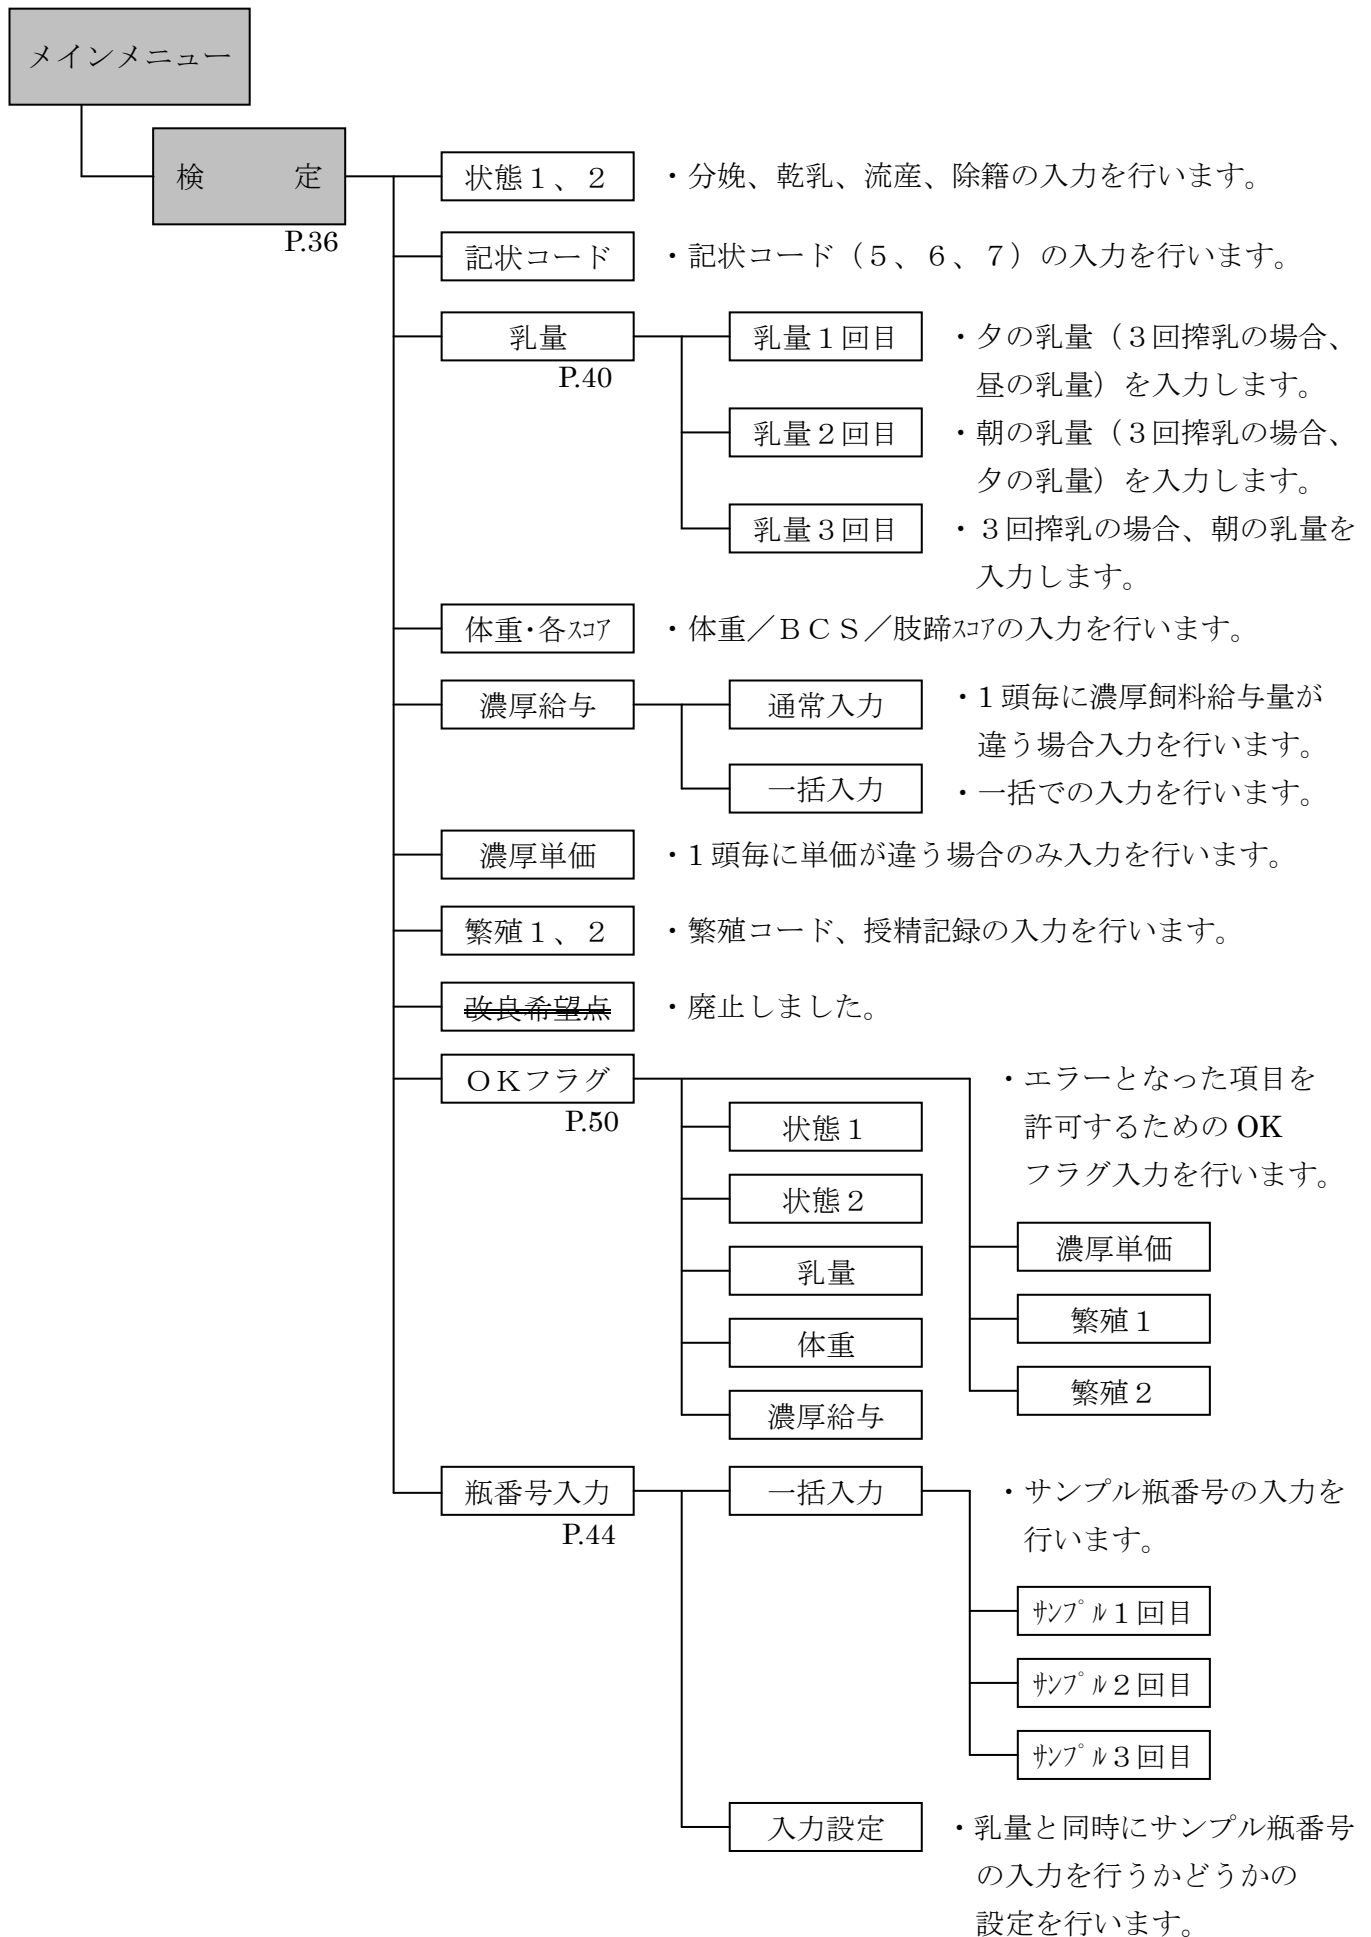 メインメニュー
検　　　定
P.36
状態１、２
・分娩、乾乳、流産、除籍の入力を行います。
記状コード
・記状コード（５、６、７）の入力を行います。
乳量
P.40
乳量１回目
・夕の乳量（３回搾乳の場合、
昼の乳量）を入力します。
乳量２回目
・朝の乳量（３回搾乳の場合、
夕の乳量）を入力します。
乳量３回目
・３回搾乳の場合、朝の乳量を
入力します。
体重・各ｽｺｱ
・体重／ＢＣＳ／肢蹄ｽｺｱの入力を行います。
濃厚給与
通常入力
・1 頭毎に濃厚飼料給与量が
違う場合入力を行います。
一括入力
・一括での入力を行います。
濃厚単価
・1 頭毎に単価が違う場合のみ入力を行います。
繁殖１、２
・繁殖コード、授精記録の入力を行います。
改良希望点
・廃止しました。
ＯＫフラグ
P.50
・エラーとなった項目を
許可するための OK
フラグ入力を行います。
状態１
状態２
乳量
体重
濃厚給与
濃厚単価
繁殖１
繁殖２
瓶番号入力
P.44
一括入力
・サンプル瓶番号の入力を
行います。
ｻﾝﾌﾟﾙ１回目
ｻﾝﾌﾟﾙ２回目
ｻﾝﾌﾟﾙ３回目
入力設定
・乳量と同時にサンプル瓶番号
の入力を行うかどうかの
設定を行います。